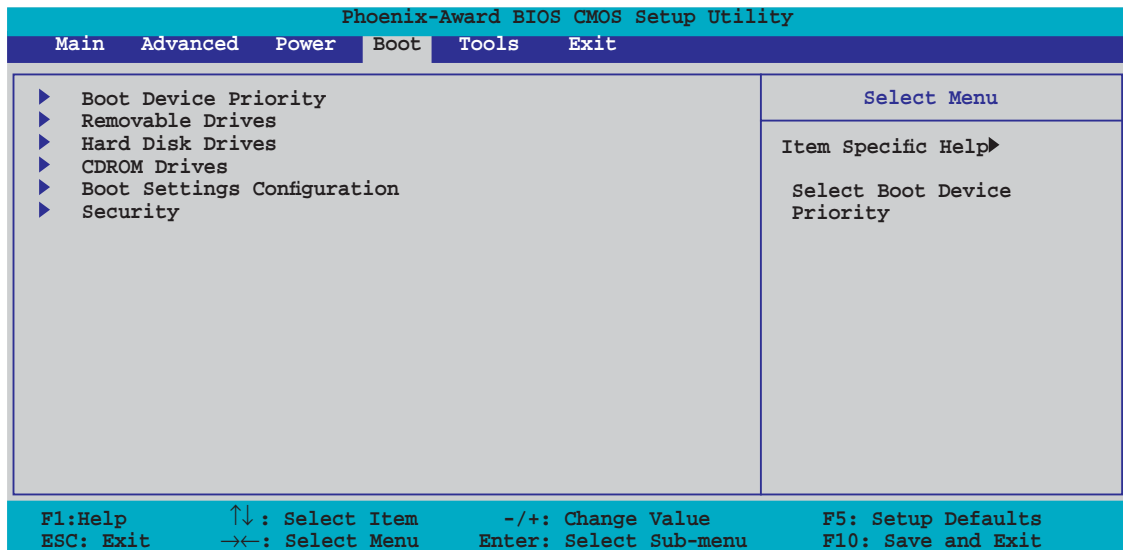 Phoenix-Award BIOS CMOS Setup Utility
Main Advanced Power Boot Tools Exit
Boot Device Priority
Removable Drives
Hard Disk Drives
CDROM Drives
Boot Settings Configuration
Security
Select Menu
Item Specific Help
Select Boot Device
Priority
F1:Help ↑↓: Select Item -/+: Change Value F5: Setup Defaults
ESC: Exit →←: Select Menu Enter: Select Sub-menu F10: Save and Exit